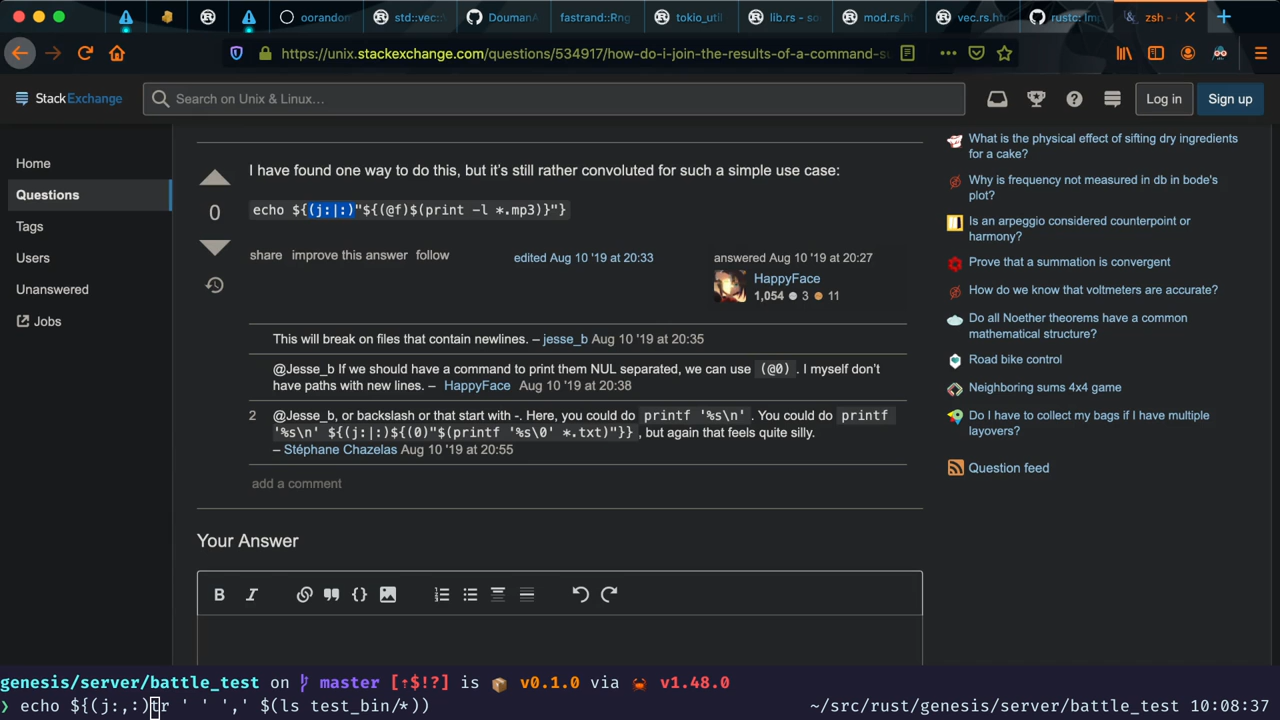 oorandom
std::vec::
DoumanA
fastrand::Rng
tokio_util
lib.rs - so
mod.rs.ht
vec.rs.htm
rustc: Imp
zsh -
https://unix.stackexchange.com/questions/534917/how-do-i-join-the-results-of-a-command-su
StackExchange
Search on Unix & Linux...
Log in
Sign up
Home
Questions
Tags
Users
Unanswered
Jobs
I have found one way to do this, but it's still rather convoluted for such a simple use case:
0
echo ${(j:|:)"${(@f)$(print -l *.mp3)}"}
share improve this answer follow
edited Aug 10 '19 at 20:33
answered Aug 10 '19 at 20:27
HappyFace
1,054 3 11
This will break on files that contain newlines. – jesse_b Aug 10 '19 at 20:35
@Jesse_b If we should have a command to print them NUL separated, we can use (@0) . I myself don't
have paths with new lines. – HappyFace Aug 10 '19 at 20:38
2 @Jesse_b, or backslash or that start with -. Here, you could do printf '%s\n' . You could do printf
'%s\n' ${(j:|:)${(0)"$(printf '%s\0' *.txt)"}} , but again that feels quite silly.
– Stéphane Chazelas Aug 10 '19 at 20:55
add a comment
Your Answer
B I
What is the physical effect of sifting dry ingredients
for a cake?
Why is frequency not measured in db in bode's
plot?
Is an arpeggio considered counterpoint or
harmony?
Prove that a summation is convergent
How do we know that voltmeters are accurate?
Do all Noether theorems have a common
mathematical structure?
Road bike control
Neighboring sums 4x4 game
Do I have to collect my bags if I have multiple
layovers?
Question feed
genesis/server/battle_test on master [⇡$!?] is v0.1.0 via v1.48.0
❯ echo ${(j:,:)tr ' ' ',' $(ls test_bin/*)) ~/src/rust/genesis/server/battle_test 10:08:37